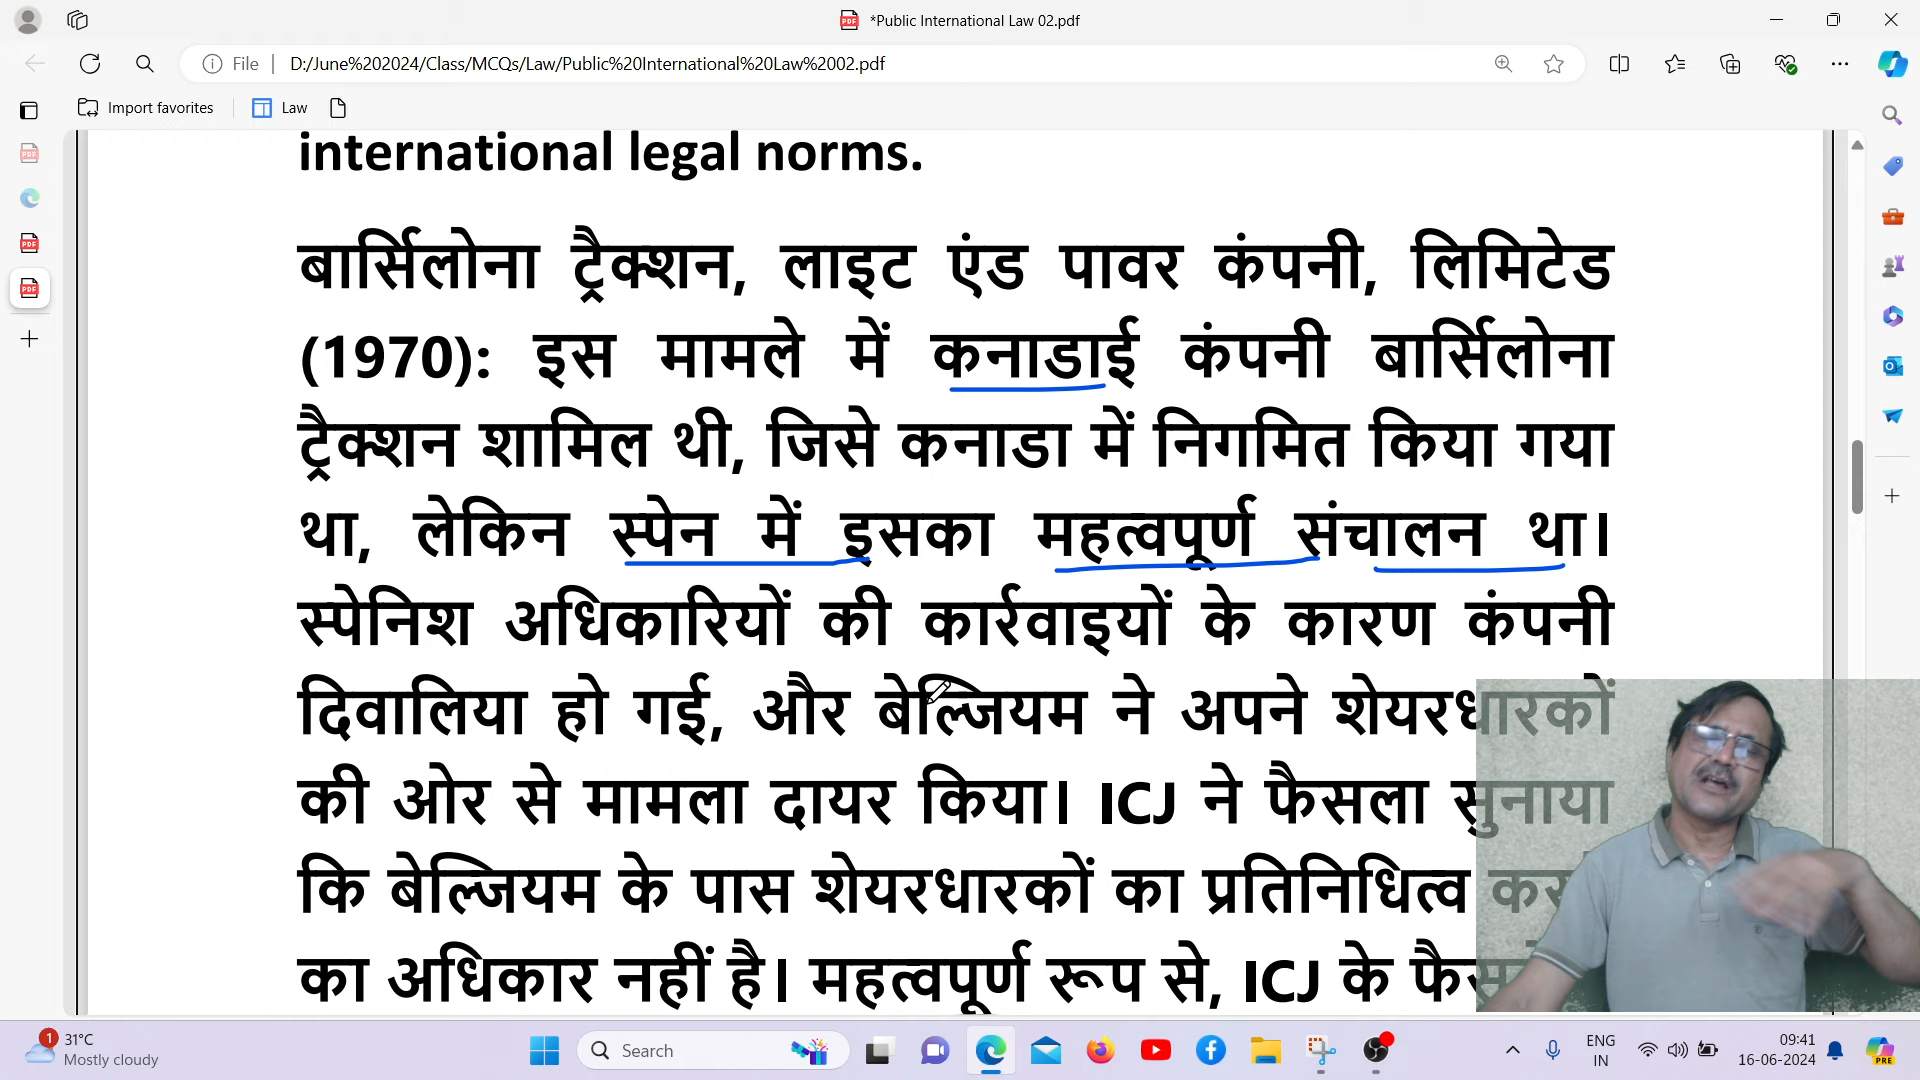 *Public International Law 02.pdf
File
D:/June%202024/Class/MCQs/Law/Public%20International%20Law%2002.pdf
Import favorites
Law
international legal norms.
बार्सिलोना ट्रैक्शन, लाइट एंड पावर कंपनी, लिमिटेड
(1970): इस मामले में कनाडाई कंपनी बार्सिलोना
ट्रैक्शन शामिल थी, जिसे कनाडा में निगमित किया गया
था, लेकिन स्पेन में इसका महत्वपूर्ण संचालन था।
स्पेनिश अधिकारियों की कार्रवाइयों के कारण कंपनी
दिवालिया हो गई, और बेल्जियम ने अपने शेयरधारकों
की ओर से मामला दायर किया। ICJ ने फैसला सुनाया
कि बेल्जियम के पास शेयरधारकों का प्रतिनिधित्व
का अधिकार नहीं है। महत्वपूर्ण रूप से, ICJ के
1
31°C
Mostly cloudy
Search
ENG
IN
09:41
16-06-2024
PRE